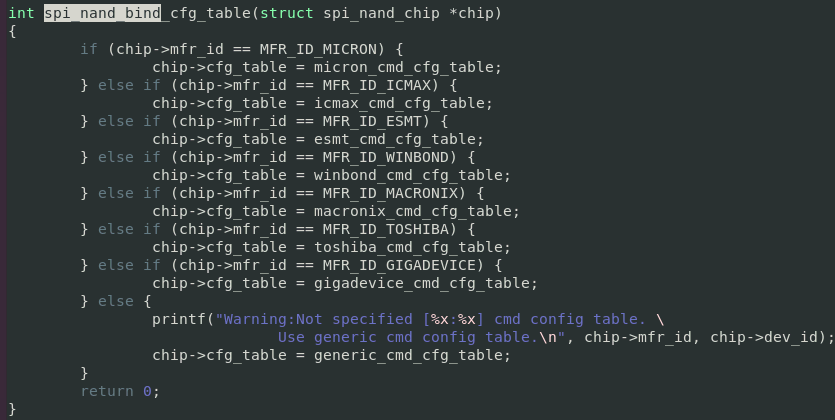 int spi_nand_bind_cfg_table(struct spi_nand_chip *chip)
{
        if (chip->mfr_id == MFR_ID_MICRON) {
                chip->cfg_table = micron_cmd_cfg_table;
        } else if (chip->mfr_id == MFR_ID_ICMAX) {
                chip->cfg_table = icmax_cmd_cfg_table;
        } else if (chip->mfr_id == MFR_ID_ESMT) {
                chip->cfg_table = esmt_cmd_cfg_table;
        } else if (chip->mfr_id == MFR_ID_WINBOND) {
                chip->cfg_table = winbond_cmd_cfg_table;
        } else if (chip->mfr_id == MFR_ID_MACRONIX) {
                chip->cfg_table = macronix_cmd_cfg_table;
        } else if (chip->mfr_id == MFR_ID_TOSHIBA) {
                chip->cfg_table = toshiba_cmd_cfg_table;
        } else if (chip->mfr_id == MFR_ID_GIGADEVICE) {
                chip->cfg_table = gigadevice_cmd_cfg_table;
        } else {
                printf("Warning:Not specified [%x:%x] cmd config table. \
                              Use generic cmd config table.\n", chip->mfr_id, chip->dev_id);
                chip->cfg_table = generic_cmd_cfg_table;
        }
        return 0;
}